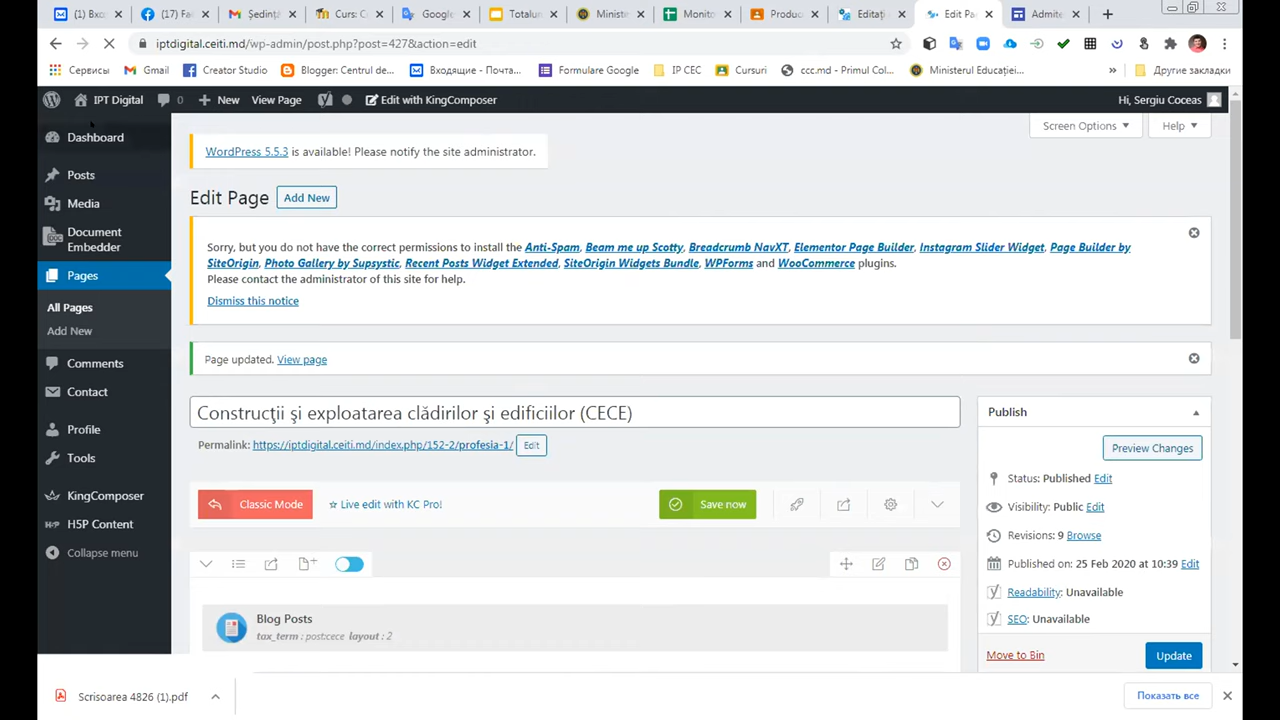 (1) Вхо
(17) Fa
Ședinț
Curs: C
Google
Totalur
Minist
Monito
Produc
Editați
Edit Pa
Admite
iptdigital.ceiti.md/wp-admin/post.php?post=427&action=edit
Сервисы Gmail Creator Studio Blogger: Centrul de... Входящие – Почта... Formulare Google IP CEC Cursuri ccc.md - Primul Col... Ministerul Educației... » Другие закладки
IPT Digital 0 New View Page Edit with KingComposer Hi, Sergiu Coceas
Screen Options Help
Dashboard
WordPress 5.5.3 is available! Please notify the site administrator.
Posts
Edit Page Add New
Media
Document
Embedder
Sorry, but you do not have the correct permissions to install the Anti-Spam, Beam me up Scotty, Breadcrumb NavXT, Elementor Page Builder, Instagram Slider Widget, Page Builder by
SiteOrigin, Photo Gallery by Supsystic, Recent Posts Widget Extended, SiteOrigin Widgets Bundle, WPForms and WooCommerce plugins.
Please contact the administrator of this site for help.
Dismiss this notice
Pages
All Pages
Add New
Comments
Page updated. View page
Contact
Construcţii şi exploatarea clădirilor şi edificiilor (CECE)
Publish
Profile
Permalink: https://iptdigital.ceiti.md/index.php/152-2/profesia-1/ Edit
Preview Changes
Tools
Status: Published Edit
KingComposer
Classic Mode ☆ Live edit with KC Pro! Save now
Visibility: Public Edit
H5P Content
Revisions: 9 Browse
Collapse menu
Published on: 25 Feb 2020 at 10:39 Edit
Readability: Unavailable
Blog Posts
SEO: Unavailable
tax_term : post:cece layout : 2
Move to Bin Update
Scrisoarea 4826 (1).pdf
Показать все